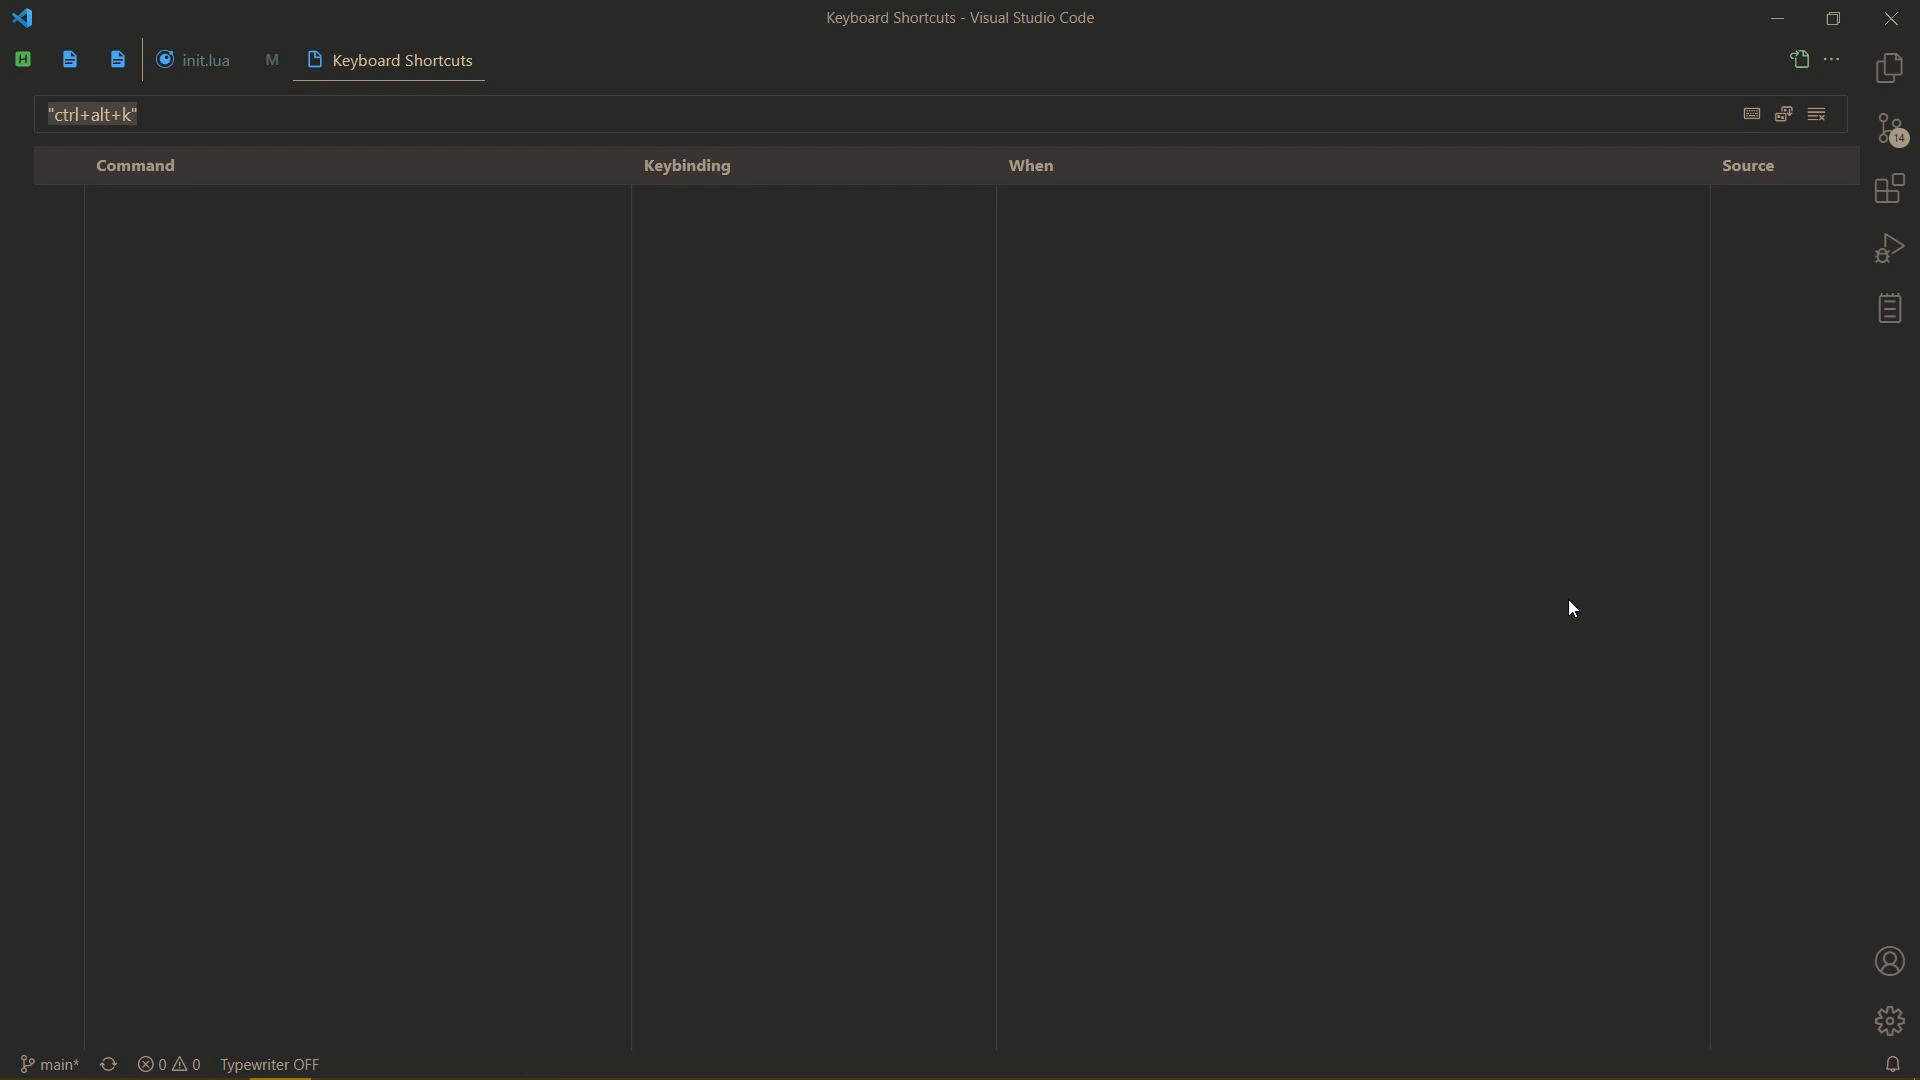 Keyboard Shortcuts - Visual Studio Code
H
init.lua M Keyboard Shortcuts
"ctrl+alt+k"
Command Keybinding When Source
14
main* 0 0 Typewriter OFF